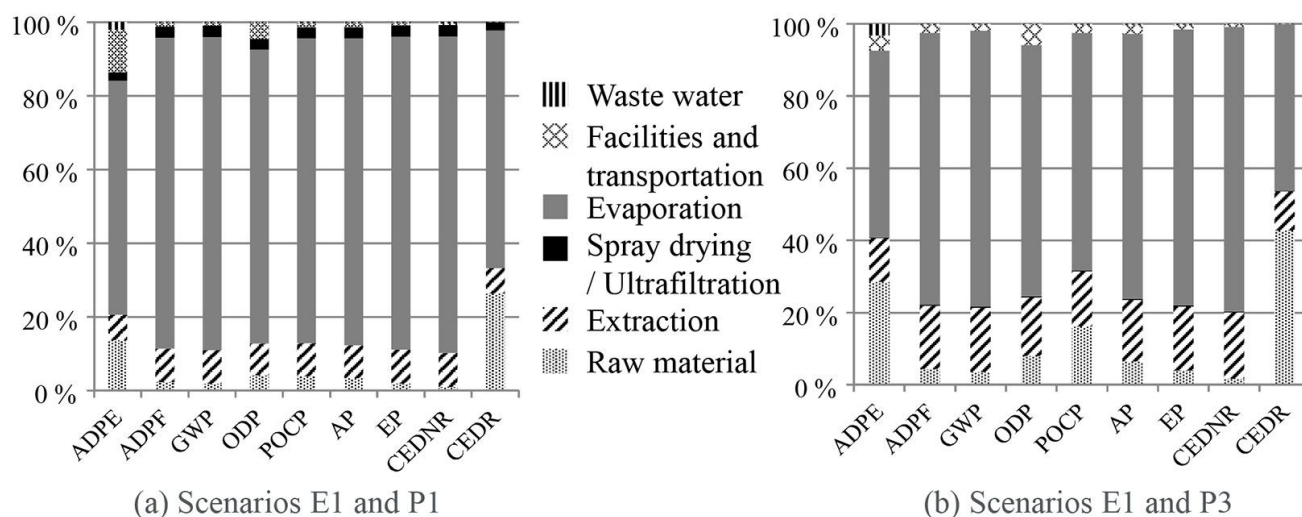 100 %
80 %
60 %
40 %
20 %
0 %
ADPE
ADPF
GWP
ODP
POCP
AP
EP
CEDNR
CEDR
(a) Scenarios E1 and P1
Waste water
Facilities and
transportation
Evaporation
Spray drying
/ Ultrafiltration
Extraction
Raw material
100 %
80 %
60 %
40 %
20 %
0 %
ADPE
ADPF
GWP
ODP
POCP
AP
EP
CEDNR
CEDR
(b) Scenarios E1 and P3